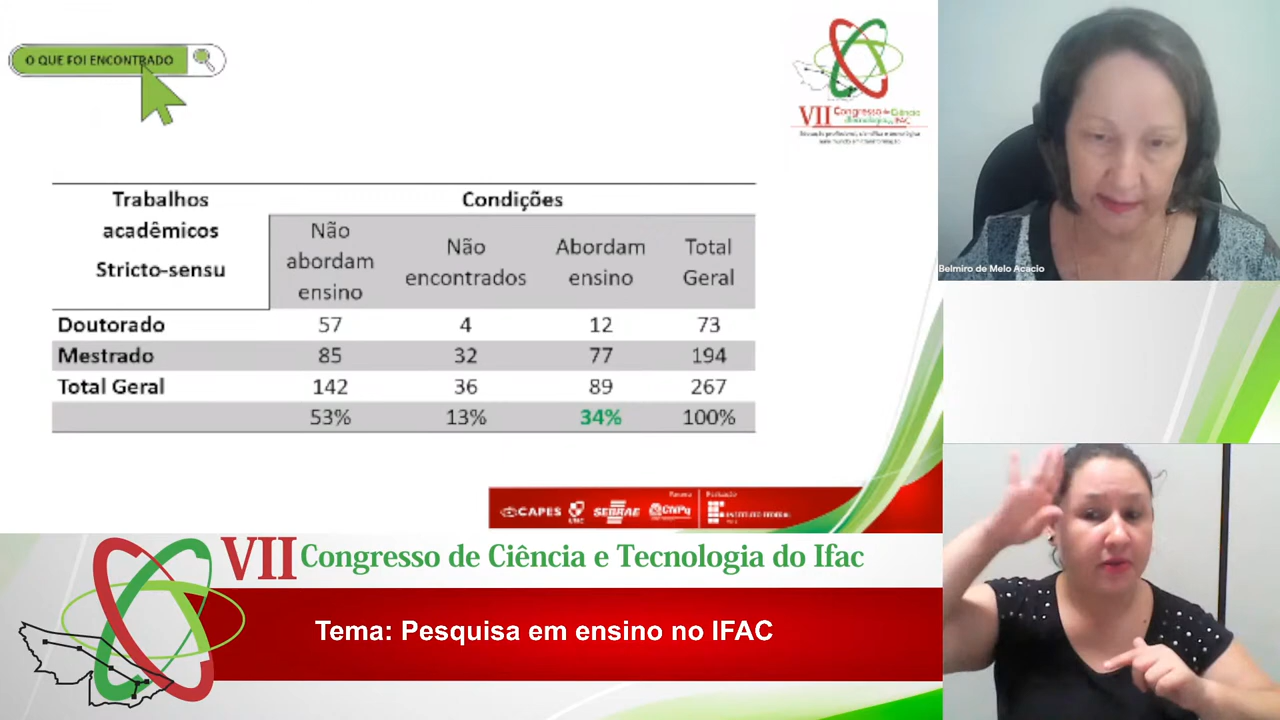 O QUE FOI ENCONTRADO
VII Congresso de Ciência
e Tecnologia do IFAC
Trabalhos
acadêmicos
Stricto-sensu
Condições
Não
abordam
ensino
Não
encontrados
Abordam
ensino
Total
Geral
Doutorado 57 4 12 73
Mestrado 85 32 77 194
Total Geral 142 36 89 267
53% 13% 34% 100%
CAPES SEBRAE CNPq INSTITUTO FEDERAL
Belmiro de Melo Acacio
VII Congresso de Ciência e Tecnologia do Ifac
Tema: Pesquisa em ensino no IFAC